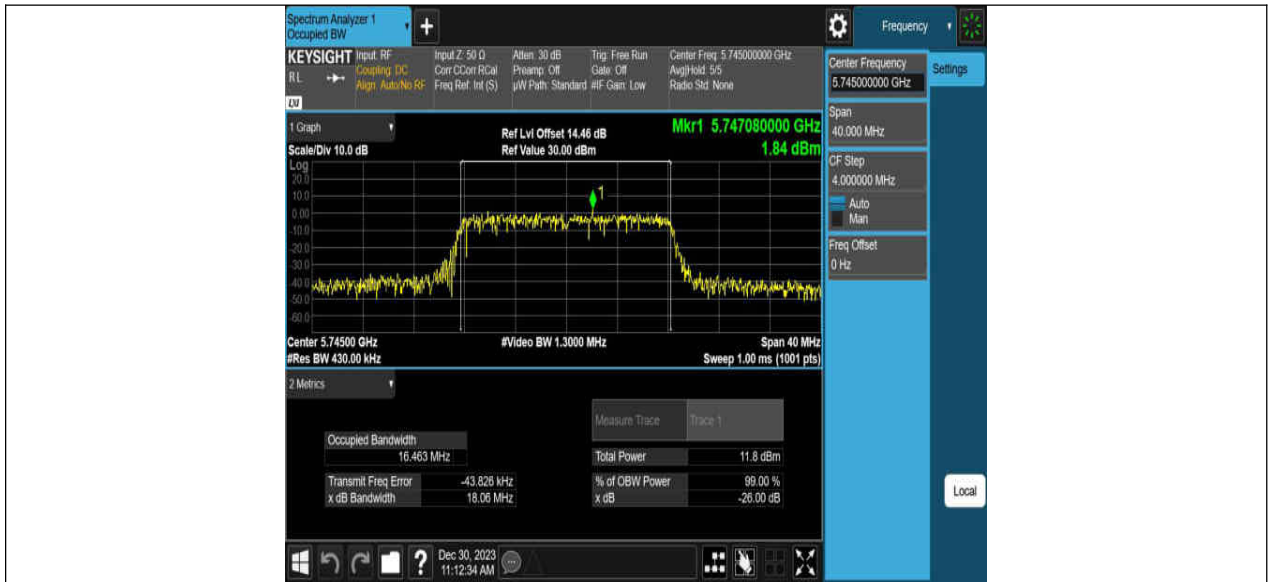 Spectrum Analyzer 1
Occupied BW
+
Frequency
KEYSIGHT
RL
LXI
Input: RF
Coupling: DC
Align: Auto/No RF
Input Z: 50 Ω
Corr CCorr RCal
Freq Ref: Int (S)
Atten: 30 dB
Preamp: Off
µW Path: Standard
Trig: Free Run
Gate: Off
#IF Gain: Low
Center Freq: 5.745000000 GHz
Avg|Hold: 5/5
Radio Std: None
Center Frequency
5.745000000 GHz
Settings
Span
40.000 MHz
CF Step
4.000000 MHz
Auto
Man
Freq Offset
0 Hz
Local
1 Graph
Scale/Div 10.0 dB
Ref Lvl Offset 14.46 dB
Ref Value 30.00 dBm
Mkr1 5.747080000 GHz
1.84 dBm
Log
20.0
10.0
0.00
-10.0
-20.0
-30.0
-40.0
-50.0
-60.0
1
Center 5.74500 GHz
#Res BW 430.00 kHz
#Video BW 1.3000 MHz
Span 40 MHz
Sweep 1.00 ms (1001 pts)
2 Metrics
Measure Trace Trace 1
Occupied Bandwidth
16.463 MHz
Total Power 11.8 dBm
Transmit Freq Error -43.826 kHz
% of OBW Power 99.00 %
x dB Bandwidth 18.06 MHz
x dB -26.00 dB
?
Dec 30, 2023
11:12:34 AM